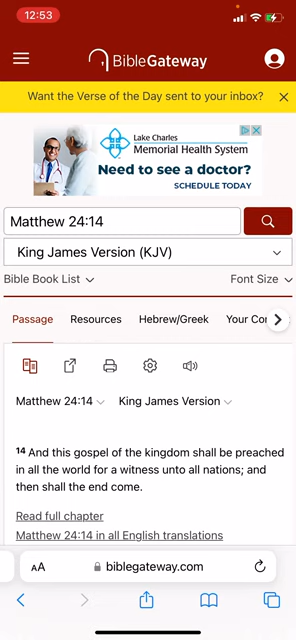 12:53
BibleGateway
Want the Verse of the Day sent to your inbox?
Lake Charles
Memorial Health System
Need to see a doctor?
SCHEDULE TODAY
Matthew 24:14
King James Version (KJV)
Bible Book List
Font Size
Passage Resources Hebrew/Greek Your Co
Matthew 24:14 King James Version
14 And this gospel of the kingdom shall be preached
in all the world for a witness unto all nations; and
then shall the end come.
Read full chapter
Matthew 24:14 in all English translations
AA biblegateway.com